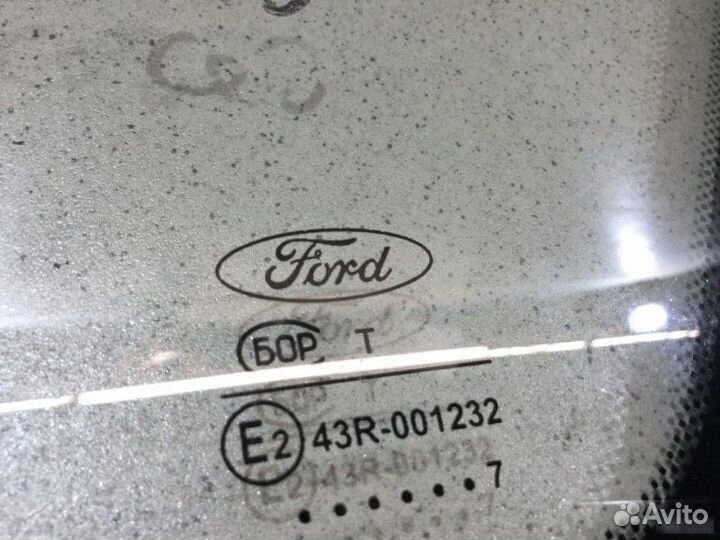 Ford
БОР T
E2 43R-001232
......7
Avito